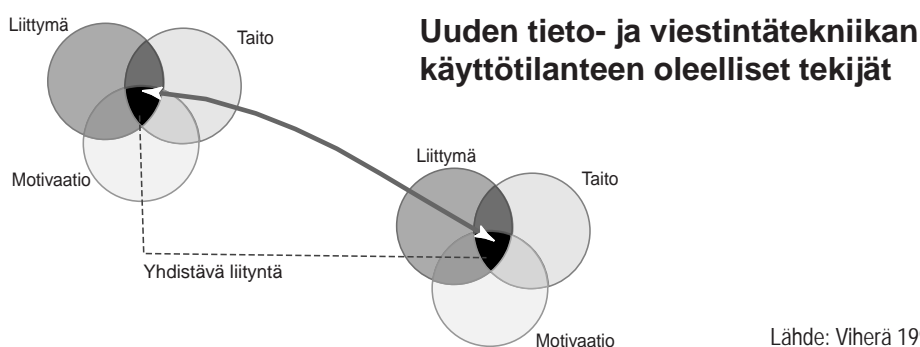 Uuden tieto- ja viestintätekniikan
käyttötilanteen oleelliset tekijät
Liittymä
Taito
Motivaatio
Liittymä
Taito
Yhdistävä liityntä
Motivaatio
Lähde: Viherä 19